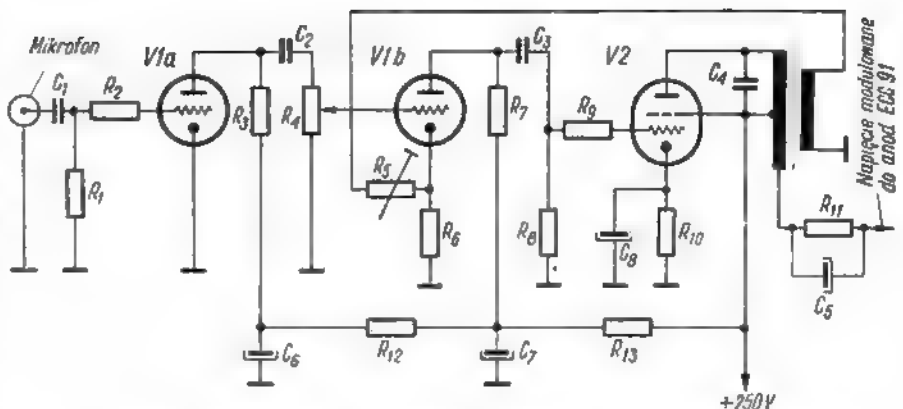 Mikrofon
C1
R2
R1
V1a
R3
C2
R4
V1b
R5
R6
R7
C3
R8
R9
V2
C4
C8
R10
R11
C5
Napięcie modulowane
do anod ECC 91
C6
R12
C7
R13
+250V